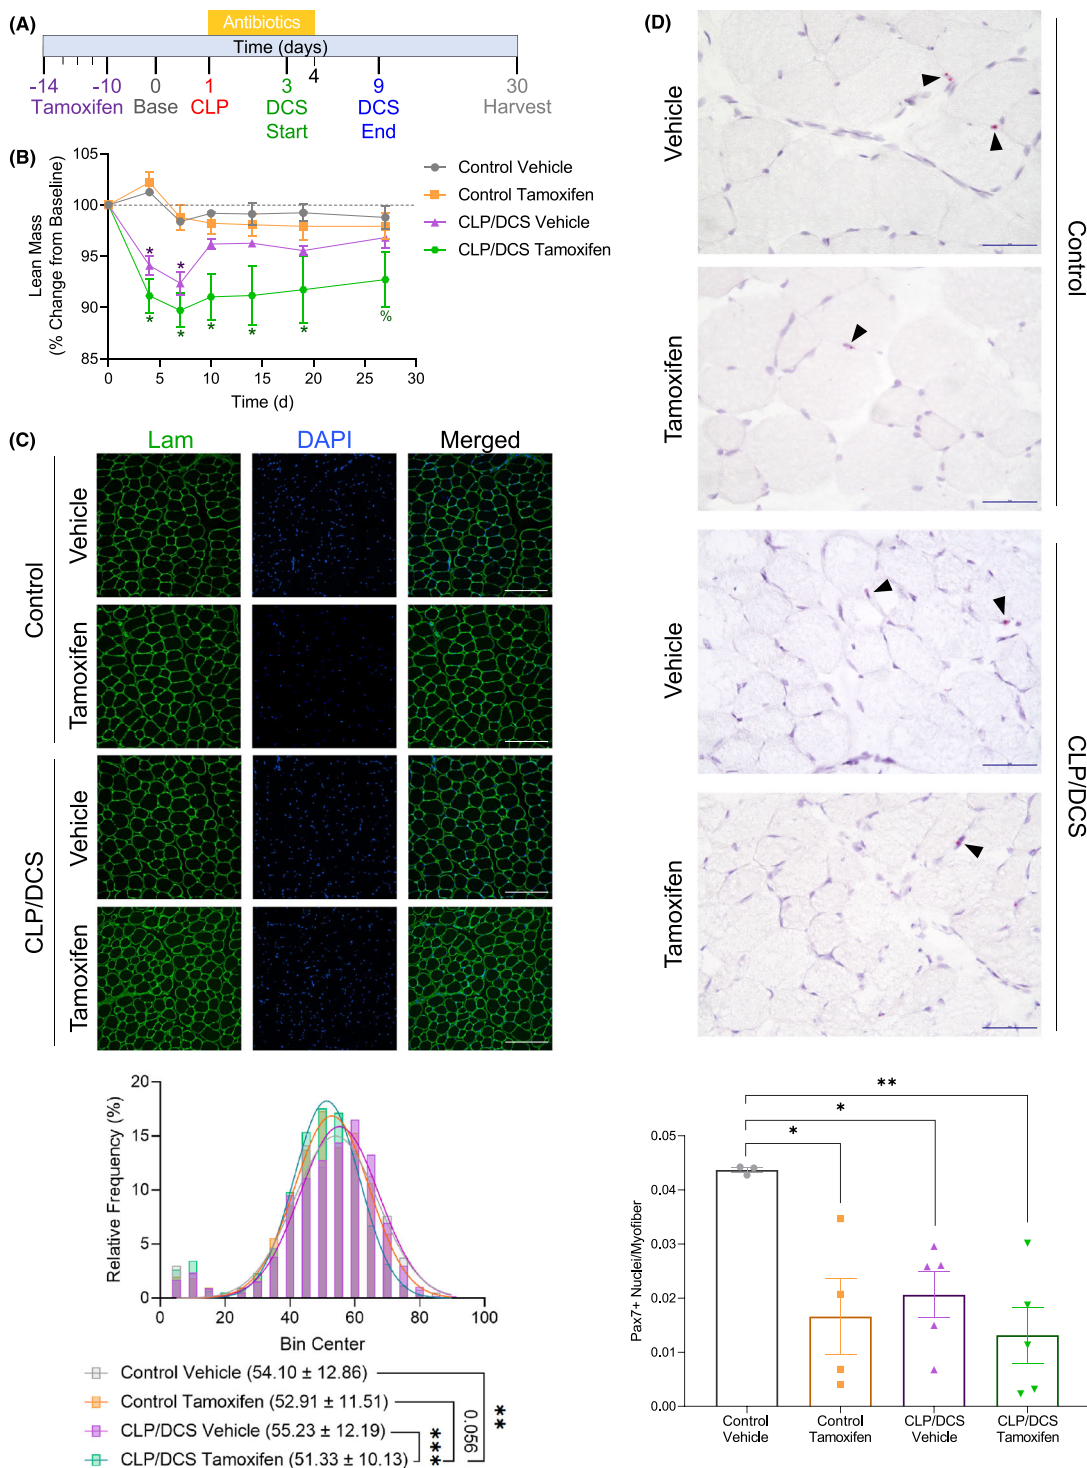 (A)
Antibiotics
Time (days)
-14 -10 0 1 3 4 9 30
Tamoxifen Base CLP DCS DCS Harvest
Start End
(B)
105
100
95
90
85
Lean Mass
(% Change from Baseline)
* * * * * * * %
0 5 10 15 20 25 30
Time (d)
Control Vehicle
Control Tamoxifen
CLP/DCS Vehicle
CLP/DCS Tamoxifen
(C)
Lam DAPI Merged
Control
Vehicle
Tamoxifen
CLP/DCS
Vehicle
Tamoxifen
20
15
10
5
0
Relative Frequency (%)
0 20 40 60 80 100
Bin Center
Control Vehicle (54.10 ± 12.86)
Control Tamoxifen (52.91 ± 11.51)
CLP/DCS Vehicle (55.23 ± 12.19)
CLP/DCS Tamoxifen (51.33 ± 10.13)
***
0.056
**
(D)
Vehicle
Tamoxifen
Control
Vehicle
Tamoxifen
CLP/DCS
**
*
*
0.05
0.04
0.03
0.02
0.01
0.00
Pax7+ Nuclei/Myofiber
Control Control CLP/DCS CLP/DCS
Vehicle Tamoxifen Vehicle Tamoxifen